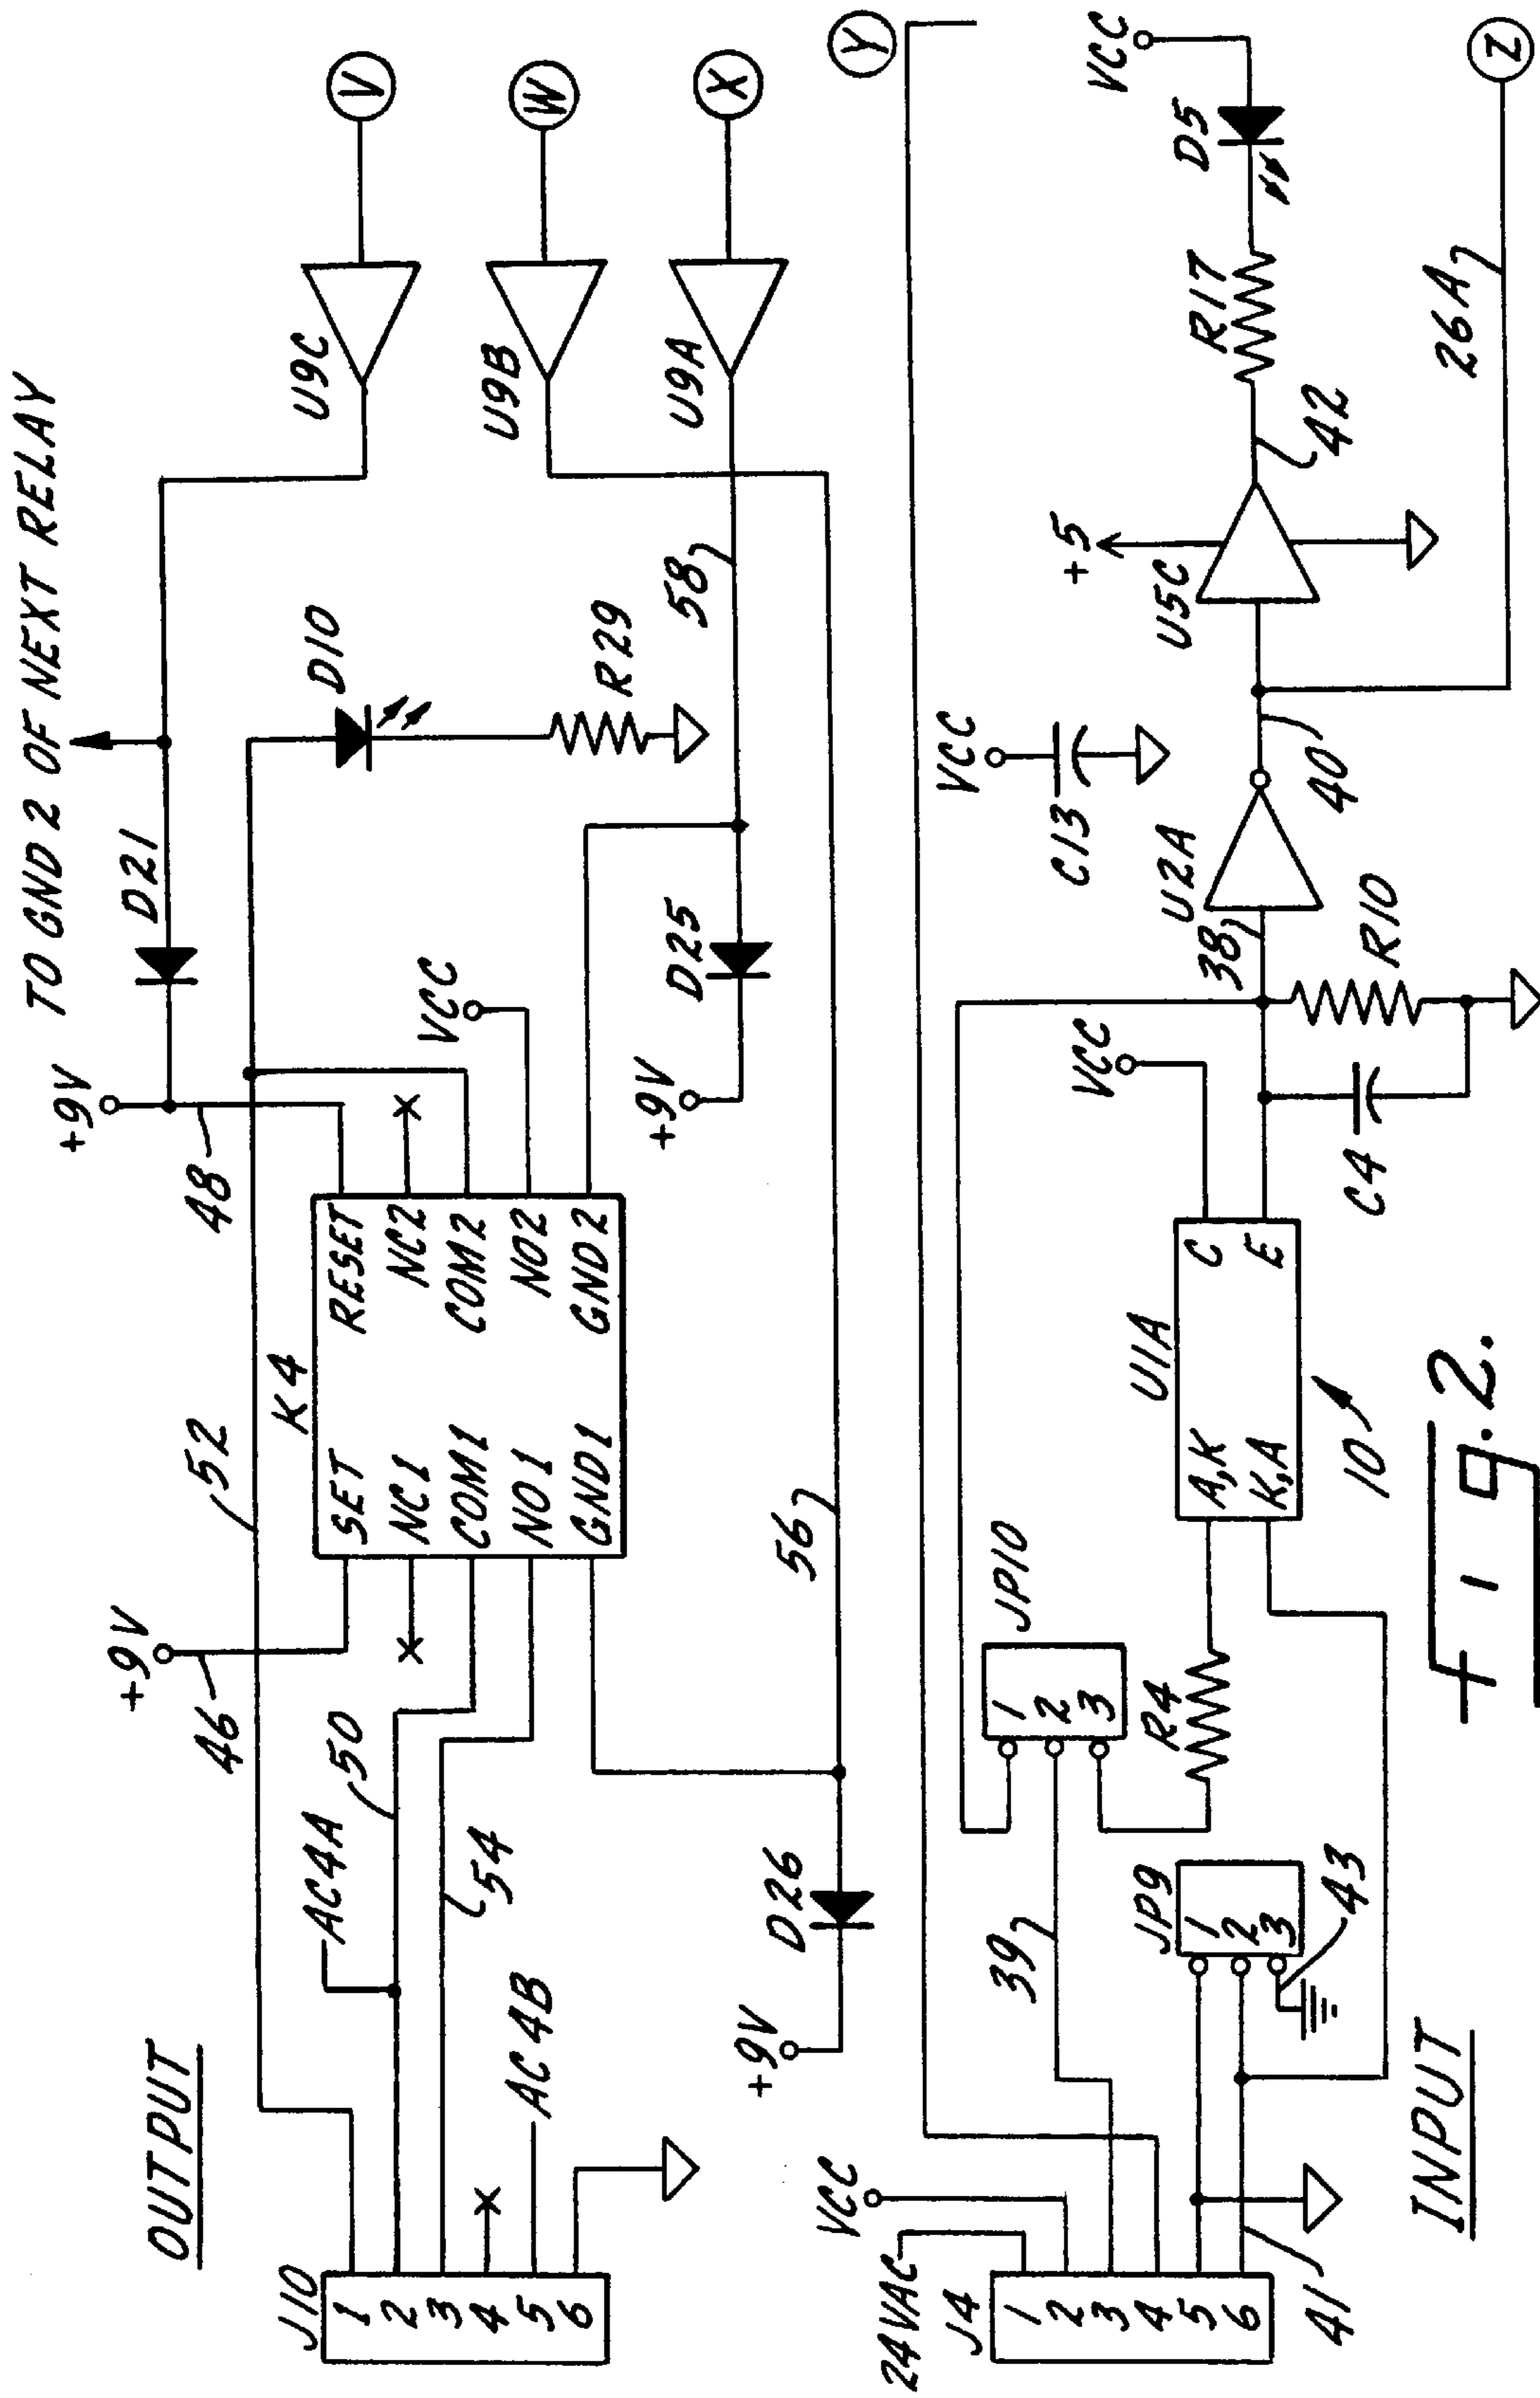 OUTPUT
TO GND 2 OF NEXT RELAY
+9V
46
52
+9V
48
D21
U9C
V
J10
1
2
3
4
5
6
AC4A
50
54
AC4B
K4
SET
NC1
COM1
NO1
GND1
RESET
NC2
COM2
NO2
GND2
VCC
D10
R29
U9B
W
+9V
D25
58
U9A
X
+9V
D26
56
Y
24VAC
VCC
J4
1
2
3
4
5
6
41
39
JP9
1
2
3
43
JP10
1
2
3
R4
U1A
A,K
K,A
C
E
10
VCC
C4
R10
38
U2A
VCC
C13
40
+5
U5C
42
R17
D5
VCC
26A
Z
INPUT
Fig.2.